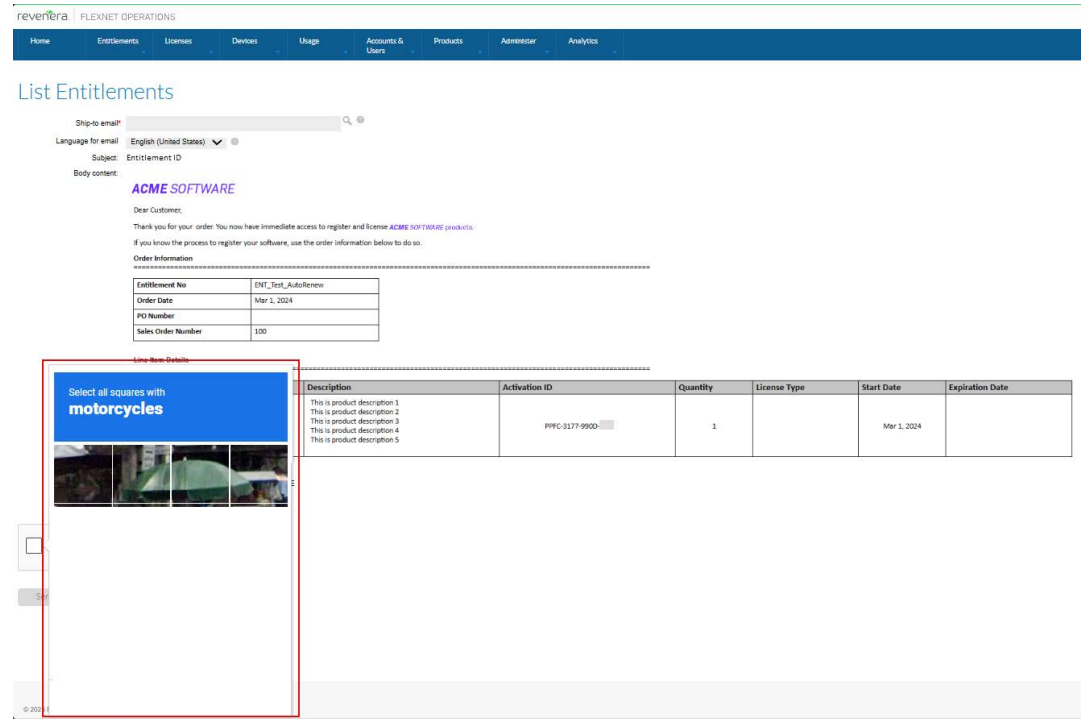 revenera. FLEXNET OPERATIONS
Home Entitlements Licenses Devices Usage Accounts & Users Products Administer Analytics
List Entitlements
Ship-to email*
Language for email English (United States)
Subject: Entitlement ID
Body content:
ACME SOFTWARE
Dear Customer,
Thank you for your order. You now have immediate access to register and license ACME SOFTWARE products.
If you know the process to register your software, use the order information below to do so.
Order Information
Entitlement No ENT_Test_AutoRenew
Order Date Mar 1, 2024
PO Number
Sales Order Number 100
Line Item Details
Description Activation ID Quantity License Type Start Date Expiration Date
This is product description 1
This is product description 2
This is product description 3
This is product description 4
This is product description 5
PPFC-3177-990D- 1 Mar 1, 2024
Select all squares with
motorcycles